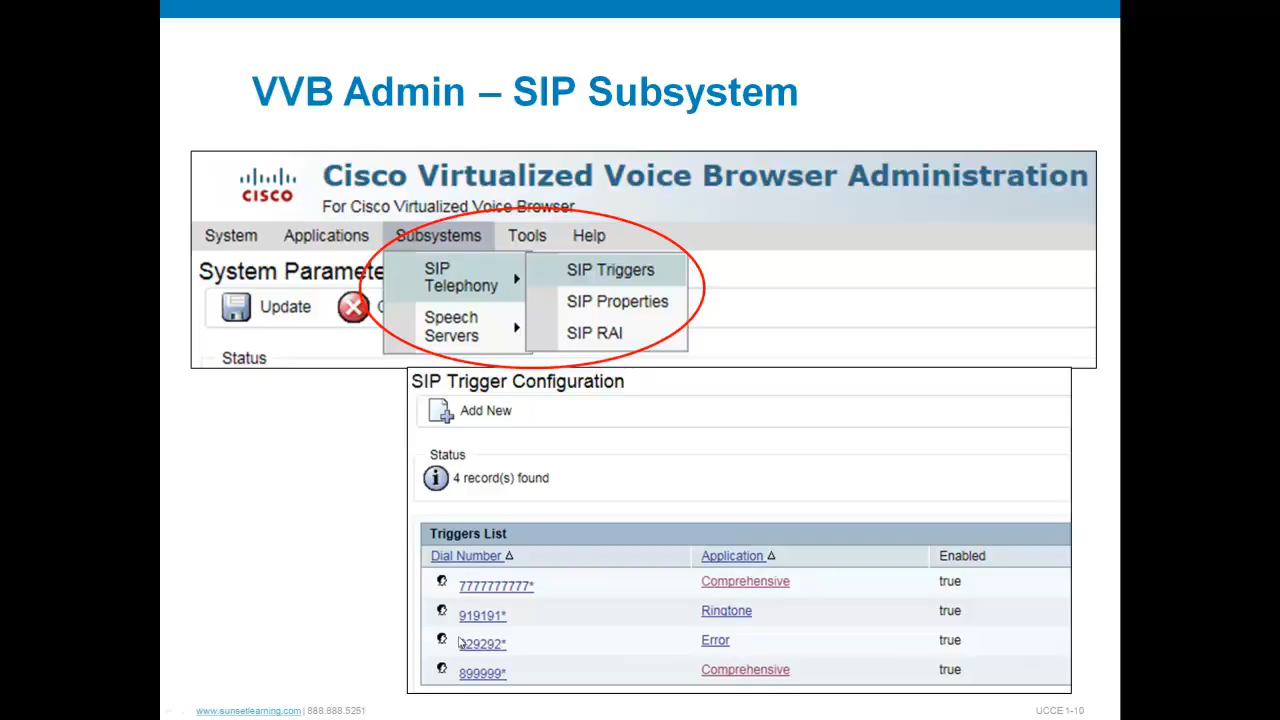 VVB Admin – SIP Subsystem
CISCO
Cisco Virtualized Voice Browser Administration
For Cisco Virtualized Voice Browser
System Applications Subsystems Tools Help
System Paramete
SIP Telephony
SIP Triggers
SIP Properties
SIP RAI
Speech Servers
Update
Status
SIP Trigger Configuration
Add New
Status
4 record(s) found
Triggers List
Dial Number Application Enabled
7777777777* Comprehensive true
919191* Ringtone true
29292* Error true
899999* Comprehensive true
www.sunsetlearning.com | 888.888.5251
UCCE 1-10